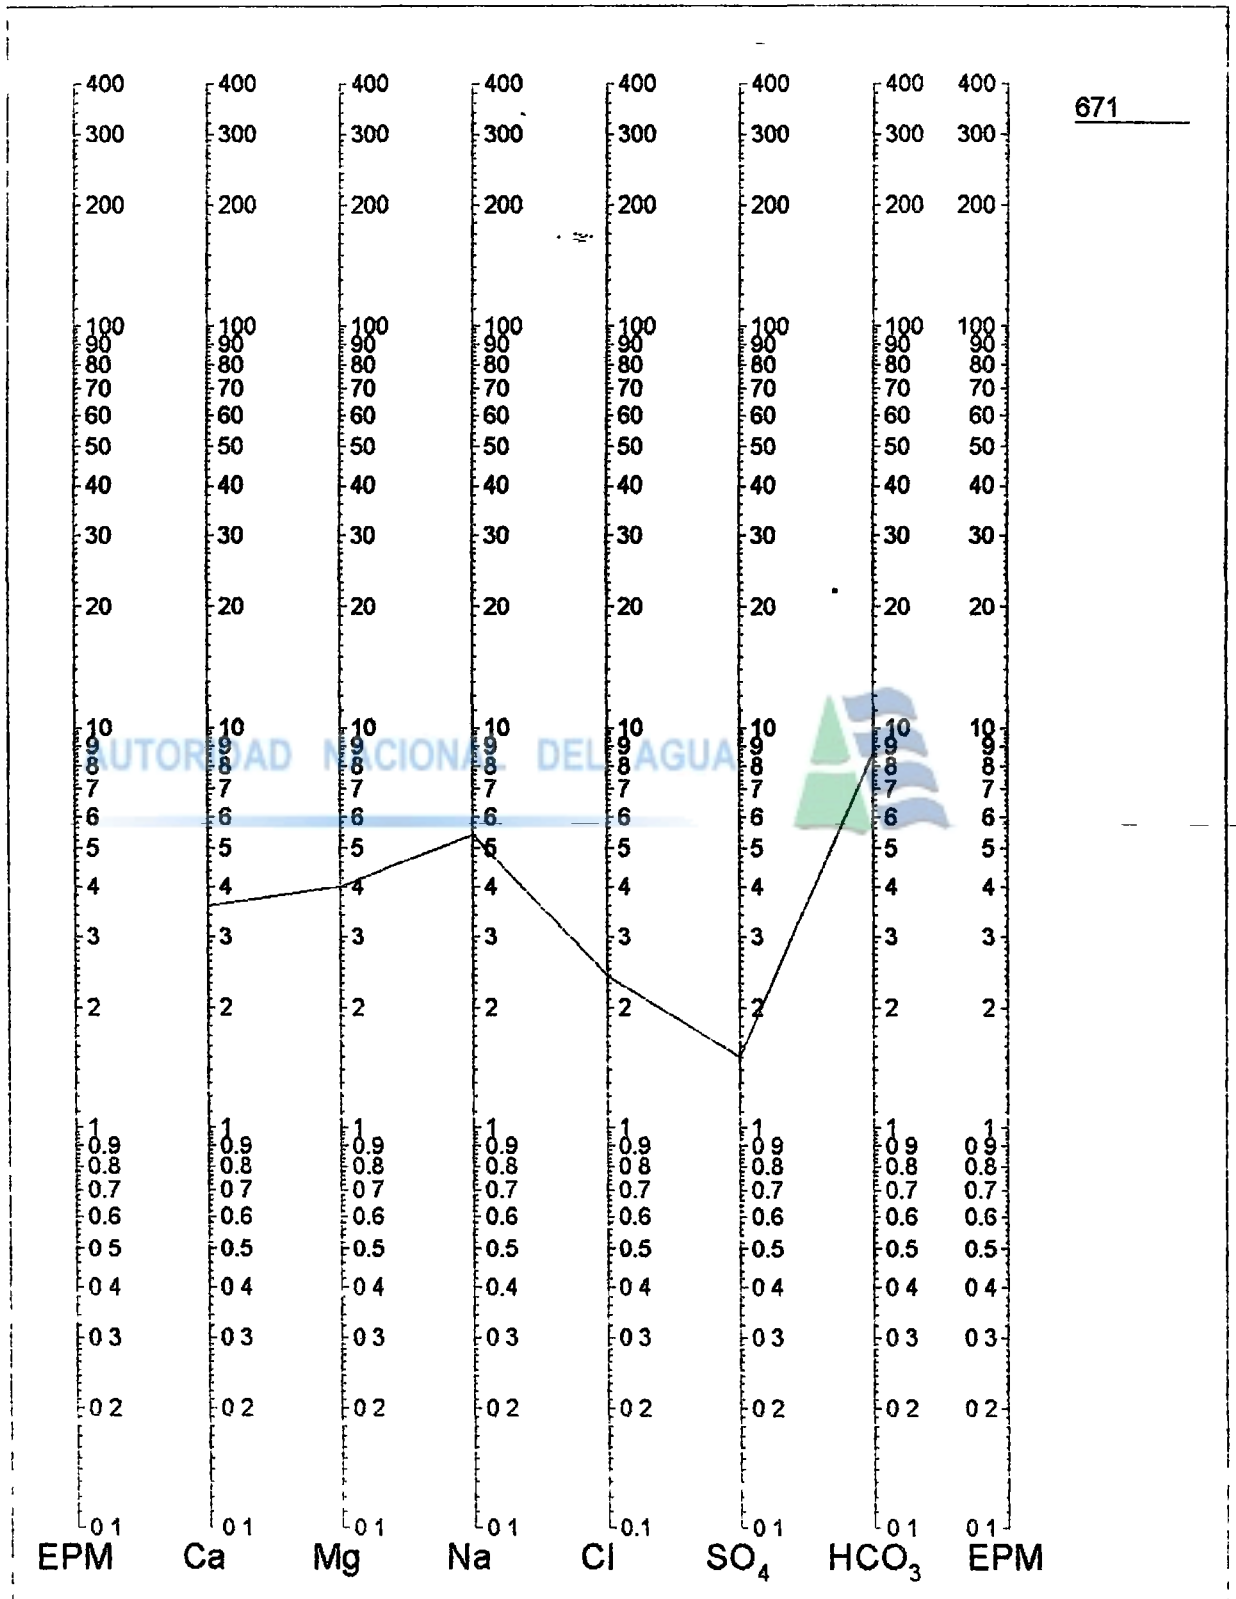 671
400 400 400 400 400 400 400 400
300 300 300 300 300 300 300 300
200 200 200 200 200 200 200 200
100 100 100 100 100 100 100 100
90 90 90 90 90 90 90 90
80 80 80 80 80 80 80 80
70 70 70 70 70 70 70 70
60 60 60 60 60 60 60 60
50 50 50 50 50 50 50 50
40 40 40 40 40 40 40 40
30 30 30 30 30 30 30 30
20 20 20 20 20 20 20 20
10 10 10 10 10 10 10 10
9 9 9 9 9 9 9 9
AUTORIDAD NACIONAL DEL AGUA
8 8 8 8 8 8 8 8
7 7 7 7 7 7 7 7
6 6 6 6 6 6 6 6
5 5 5 5 5 5 5 5
4 4 4 4 4 4 4 4
3 3 3 3 3 3 3 3
2 2 2 2 2 2 2 2
1 1 1 1 1 1 1 1
0.9 0.9 0.9 0.9 0.9 0 9 0 9 0 9
0.8 0.8 0.8 0.8 0 8 0.8 0.8 0.8
0.7 0 7 0 7 0.7 0.7 0.7 0.7 0.7
0.6 0.6 0.6 0.6 0.6 0.6 0.6 0.6
0 5 0.5 0.5 0.5 0.5 0.5 0.5 0.5
0 4 0 4 0 4 0.4 0 4 0 4 0 4 0 4
0 3 0 3 0 3 0 3 0 3 0 3 0 3 0 3
0 2 0 2 0 2 0 2 0 2 0 2 0 2 0 2
0 1 0 1 0 1 0 1 0.1 0 1 0 1 0 1
EPM Ca Mg Na Cl SO₄ HCO₃ EPM